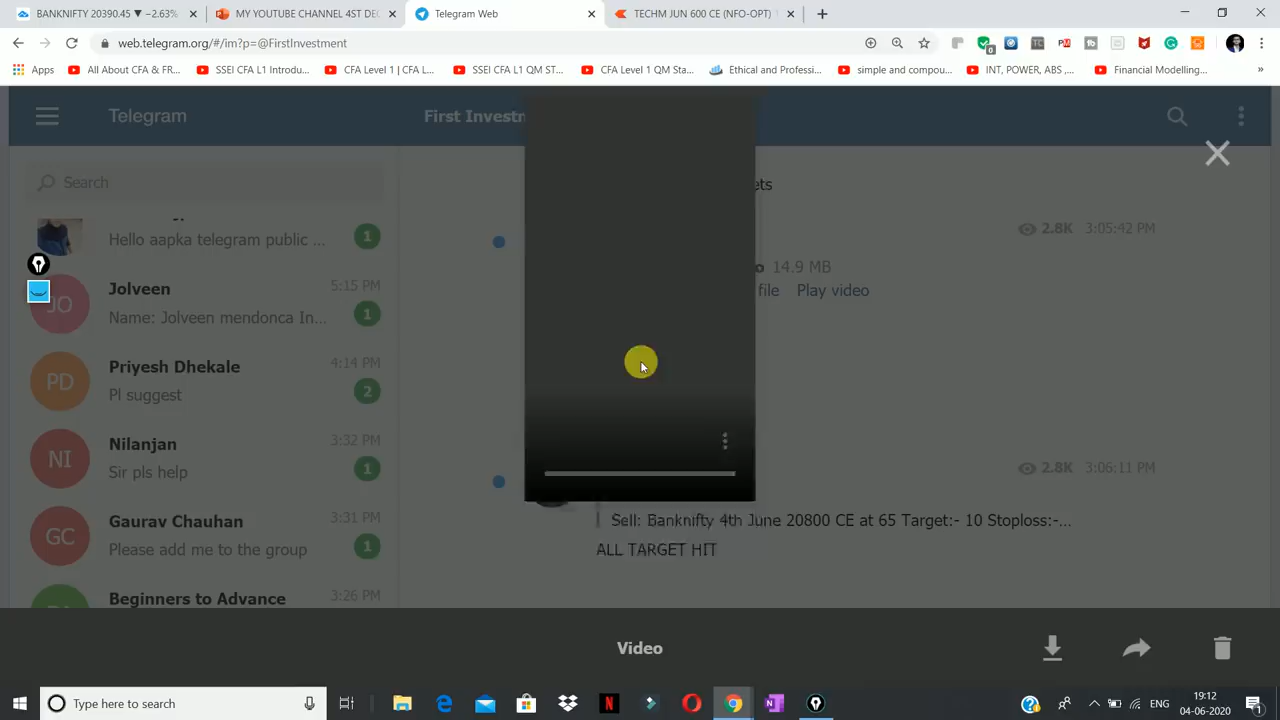 BANKNIFTY 20390.45 ▼ −2.63%
MY YOUTUBE CHANNEL 4ST DEC
Telegram Web
TECHM JUN 600 CE (NFO-OPT)
web.telegram.org/#/im?p=@FirstInvestment
Apps
All About CFA & FR...
SSEI CFA L1 Introdu...
CFA Level 1 I CFA L...
SSEI CFA L1 QM ST...
CFA Level 1 QM Sta...
Ethical and Professi...
simple and compou...
INT, POWER, ABS ,...
Financial Modelling...
»
Telegram
First Investm
Search
Hello aapka telegram public ...
1
JO
Jolveen
5:15 PM
Name: Jolveen mendonca In...
1
PD
Priyesh Dhekale
4:14 PM
Pl suggest
2
NI
Nilanjan
3:32 PM
Sir pls help
1
GC
Gaurav Chauhan
3:31 PM
Please add me to the group
1
Beginners to Advance
3:26 PM
ets
2.8K 3:05:42 PM
o 14.9 MB
file Play video
2.8K 3:06:11 PM
Sell: Banknifty 4th June 20800 CE at 65 Target:- 10 Stoploss:-...
ALL TARGET HIT
Video
Type here to search
ENG
19:12
04-06-2020
1